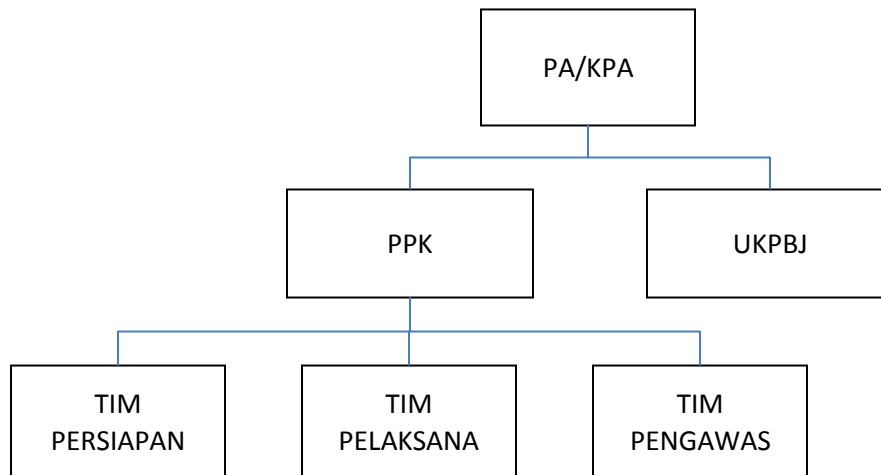 PA/KPA
PPK
UKPBJ
TIM
PERSIAPAN
TIM
PELAKSANA
TIM
PENGAWAS